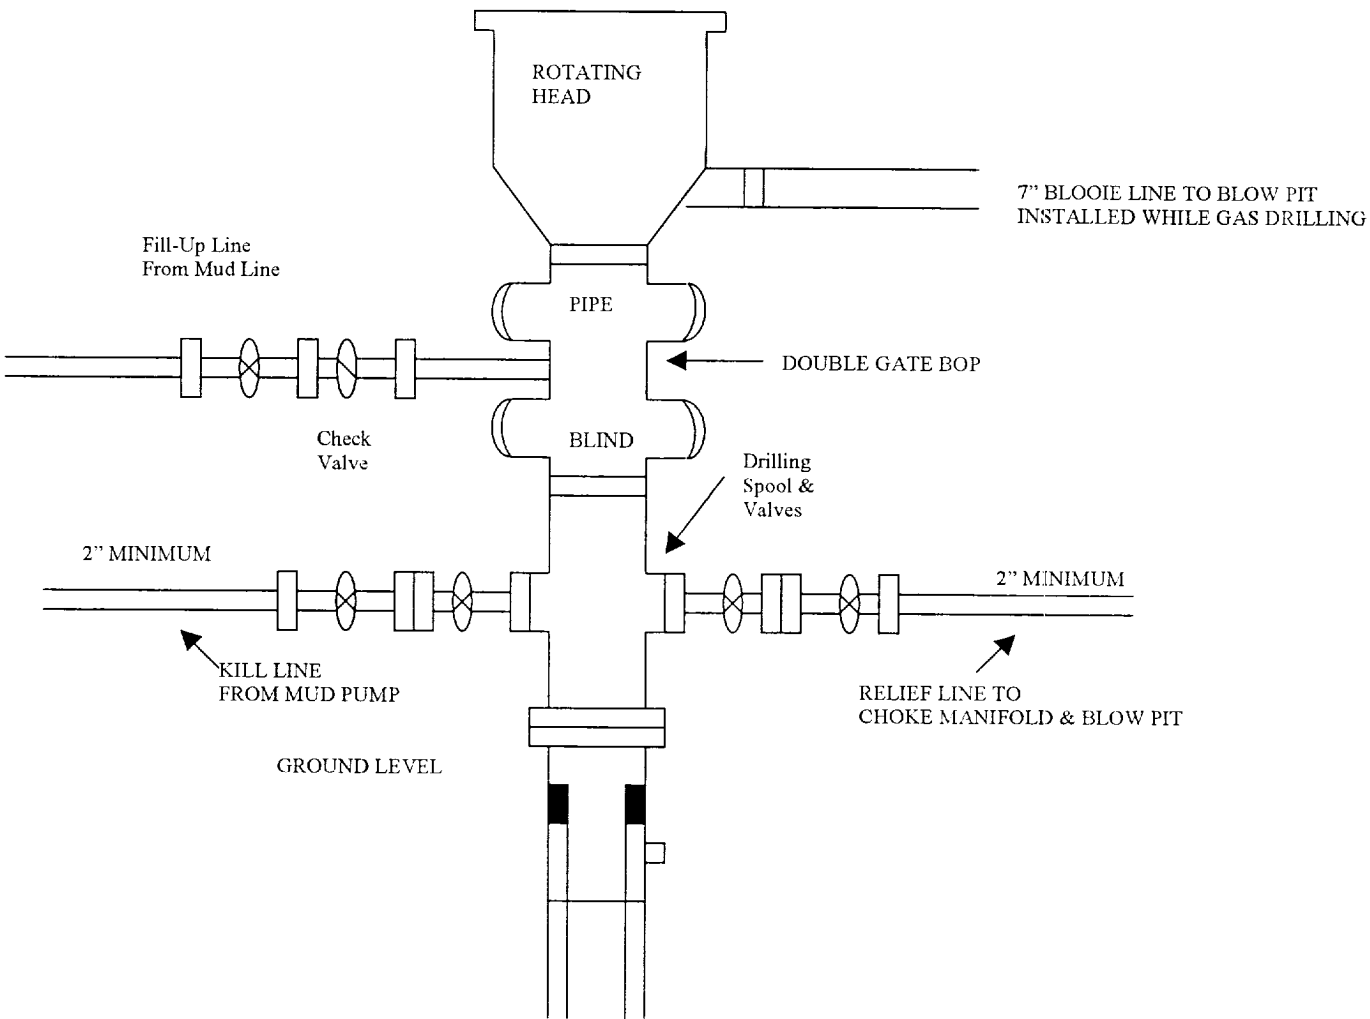 ROTATING
HEAD
7” BLOOIE LINE TO BLOW PIT
INSTALLED WHILE GAS DRILLING
Fill-Up Line
From Mud Line
PIPE
DOUBLE GATE BOP
Check
Valve
BLIND
Drilling
Spool &
Valves
2” MINIMUM
2” MINIMUM
KILL LINE
FROM MUD PUMP
RELIEF LINE TO
CHOKE MANIFOLD & BLOW PIT
GROUND LEVEL